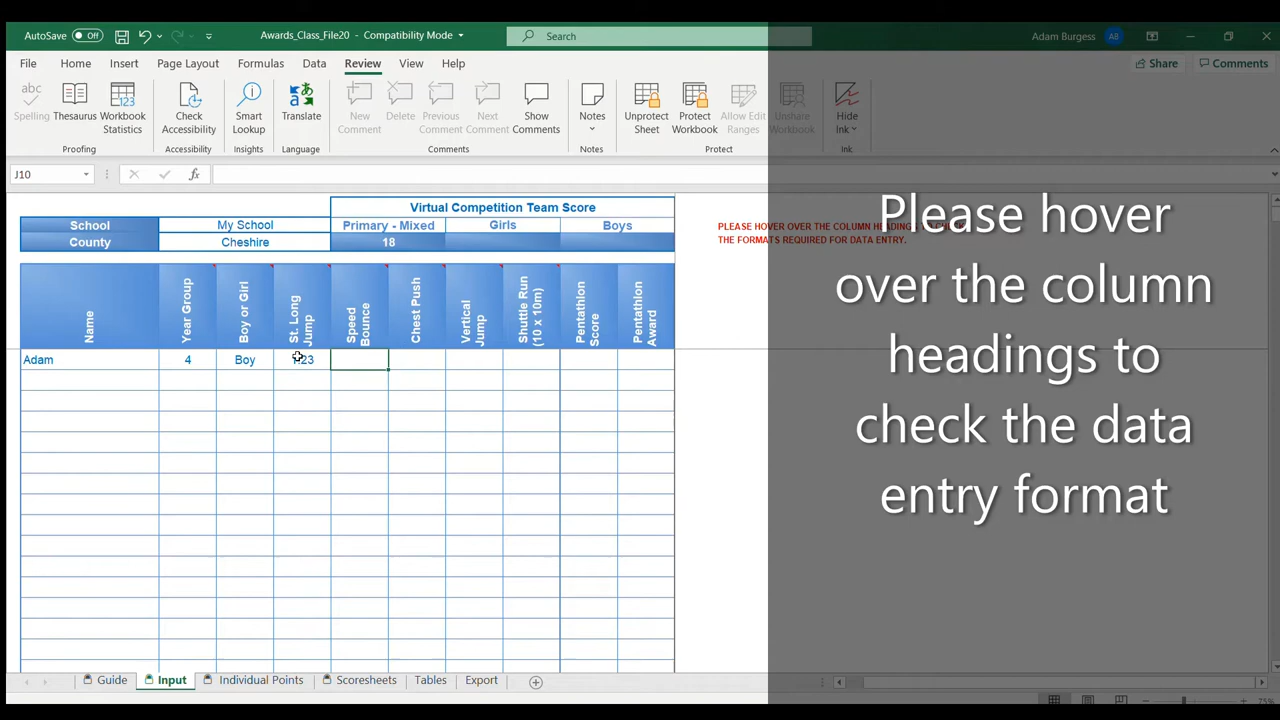 AutoSave Off
Awards_Class_File20 - Compatibility Mode
Search
Adam Burgess AB
File Home Insert Page Layout Formulas Data Review View Help
Share Comments
abc
123
Spelling Thesaurus Workbook Statistics
Check Accessibility
Smart Lookup
Translate
New Comment
Delete
Previous Comment
Next Comment
Show Comments
Notes
Unprotect Sheet
Protect Workbook
Allow Edit Ranges
Unshare Workbook
Hide Ink
Proofing Accessibility Insights Language Comments Notes Protect Ink
J10 fx
Virtual Competition Team Score
School My School Primary - Mixed Girls Boys
County Cheshire 18
PLEASE HOVER OVER THE COLUMN HEADINGS TO CHECK
THE FORMATS REQUIRED FOR DATA ENTRY.
Name
Year Group
Boy or Girl
St. Long
Jump
Speed
Bounce
Chest Push
Vertical
Jump
Shuttle Run
(10 x 10m)
Pentathlon
Score
Pentathlon
Award
Adam 4 Boy
Please hover
over the column
headings to
check the data
entry format
Guide Input Individual Points Scoresheets Tables Export
75%